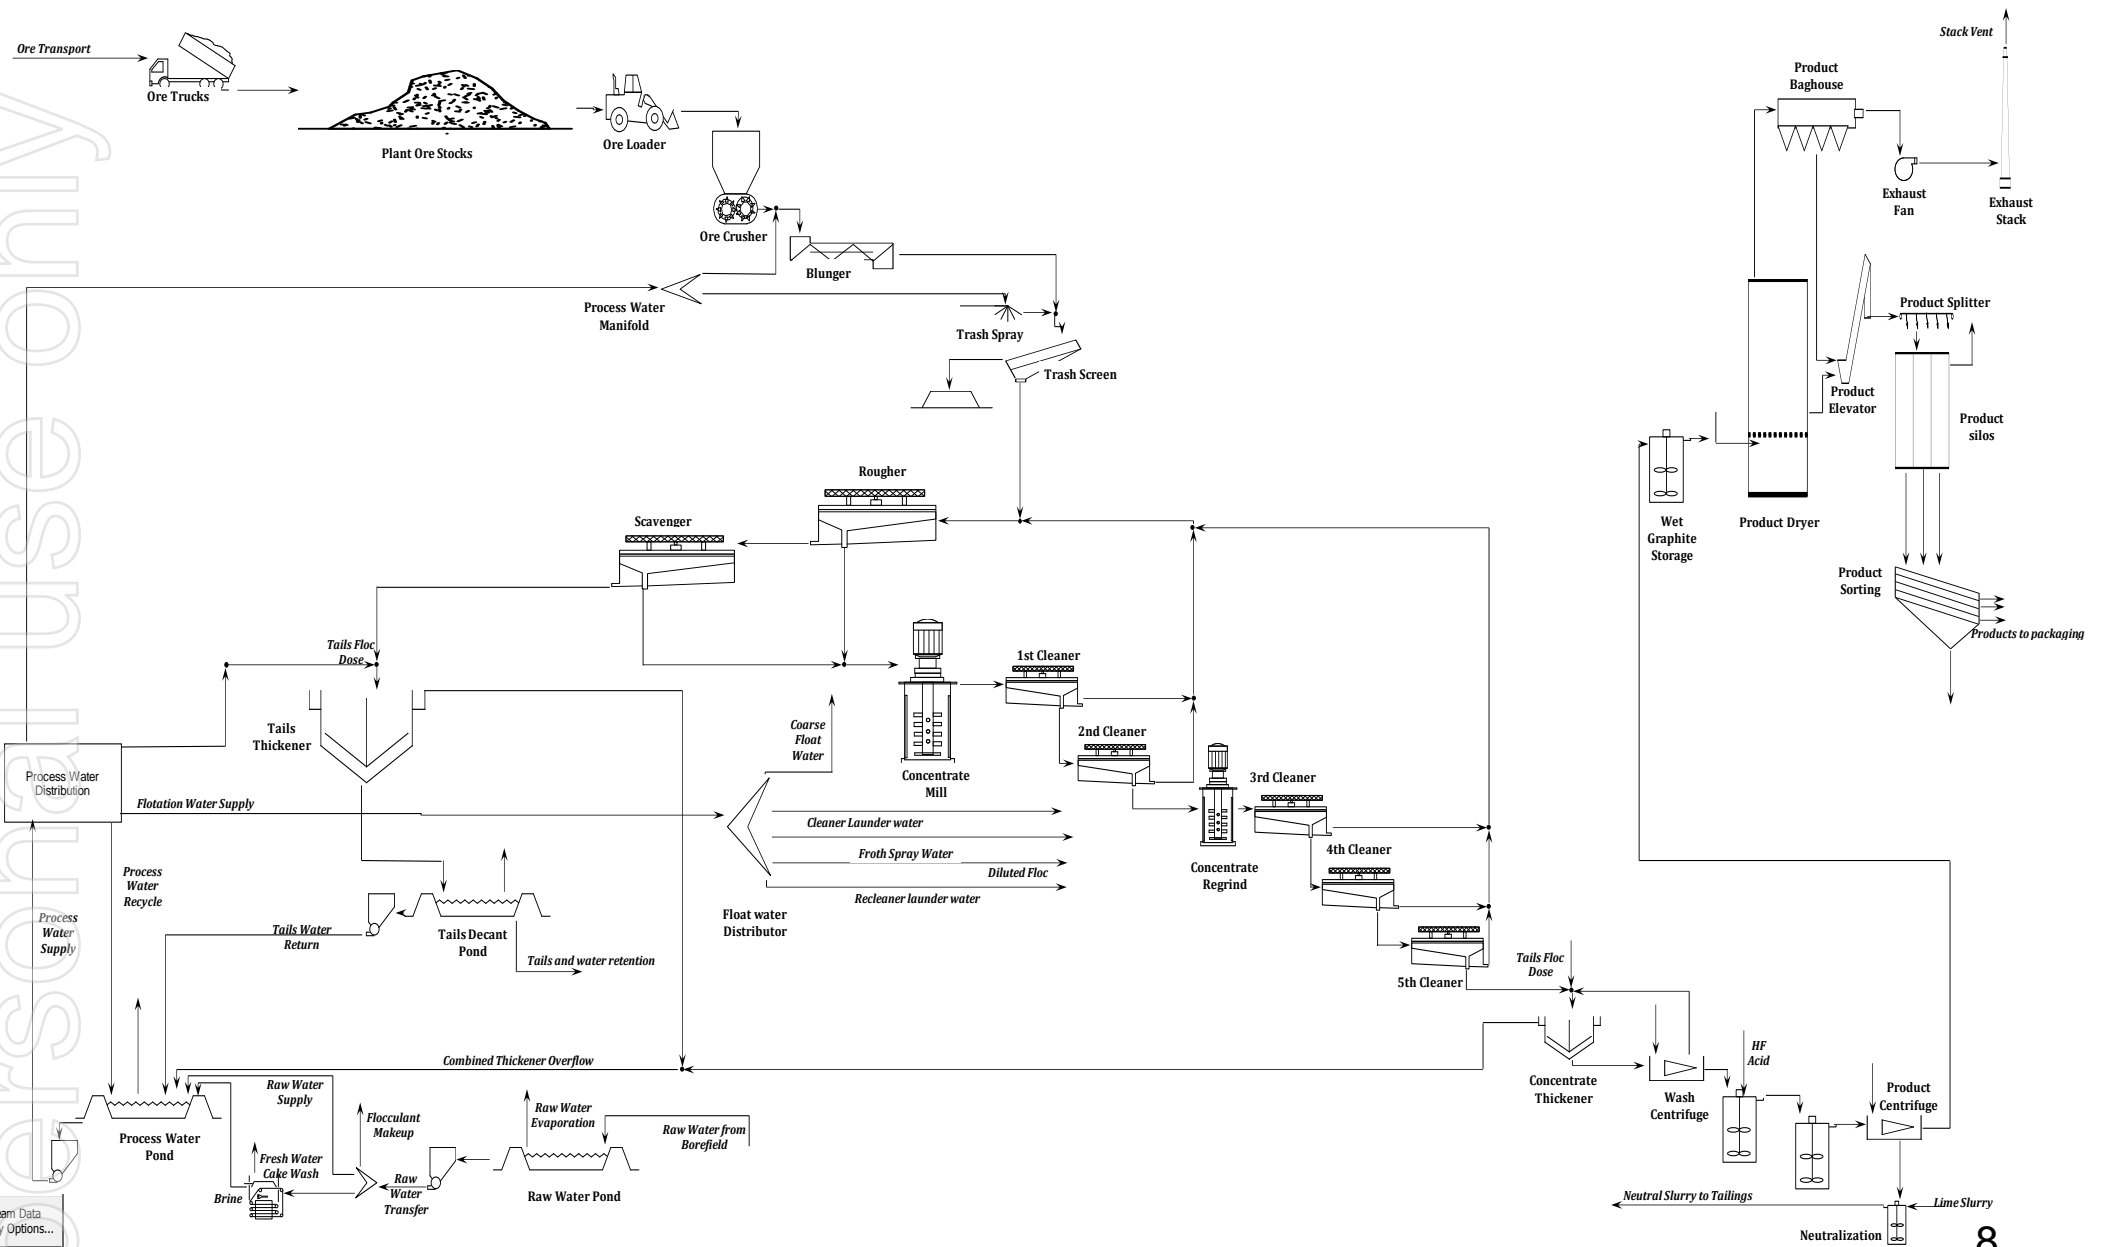 Ore Transport
Ore Trucks
Plant Ore Stocks
Ore Loader
Ore Crusher
Blunger
Process Water
Manifold
Trash Spray
Trash Screen
Stack Vent
Product
Baghouse
Exhaust
Fan
Exhaust
Stack
Product Splitter
Product
Elevator
Product
silos
Wet
Graphite
Storage
Product Dryer
Product
Sorting
Products to packaging
Rougher
Scavenger
Tails Floc
Dose
Tails
Thickener
Coarse
Float
Water
Concentrate
Mill
1st Cleaner
2nd Cleaner
3rd Cleaner
4th Cleaner
5th Cleaner
Concentrate
Regrind
Process Water
Distribution
Flotation Water Supply
Cleaner Launder water
Froth Spray Water
Diluted Floc
Recleaner launder water
Float water
Distributor
Process
Water
Recycle
Process
Water
Supply
Tails Water
Return
Tails Decant
Pond
Tails and water retention
Tails Floc
Dose
Combined Thickener Overflow
Raw Water
Supply
Process Water
Pond
Flocculant
Makeup
Fresh Water
Cake Wash
Brine
Raw
Water
Transfer
Raw Water
Evaporation
Raw Water from
Borefield
Raw Water Pond
Concentrate
Thickener
Wash
Centrifuge
HF
Acid
Product
Centrifuge
Neutral Slurry to Tailings
Lime Slurry
Neutralization
eam Data
y Options...
8
ersonal use only